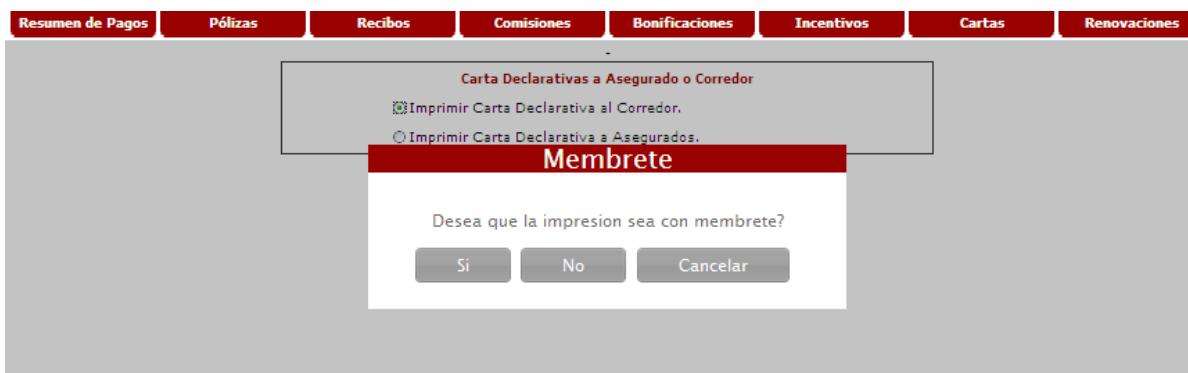 Resumen de Pagos Pólizas Recibos Comisiones Bonificaciones Incentivos Cartas Renovaciones
-
Carta Declarativas a Asegurado o Corredor
Imprimir Carta Declarativa al Corredor.
Imprimir Carta Declarativa a Asegurados.
Membrete
Desea que la impresion sea con membrete?
Si No Cancelar